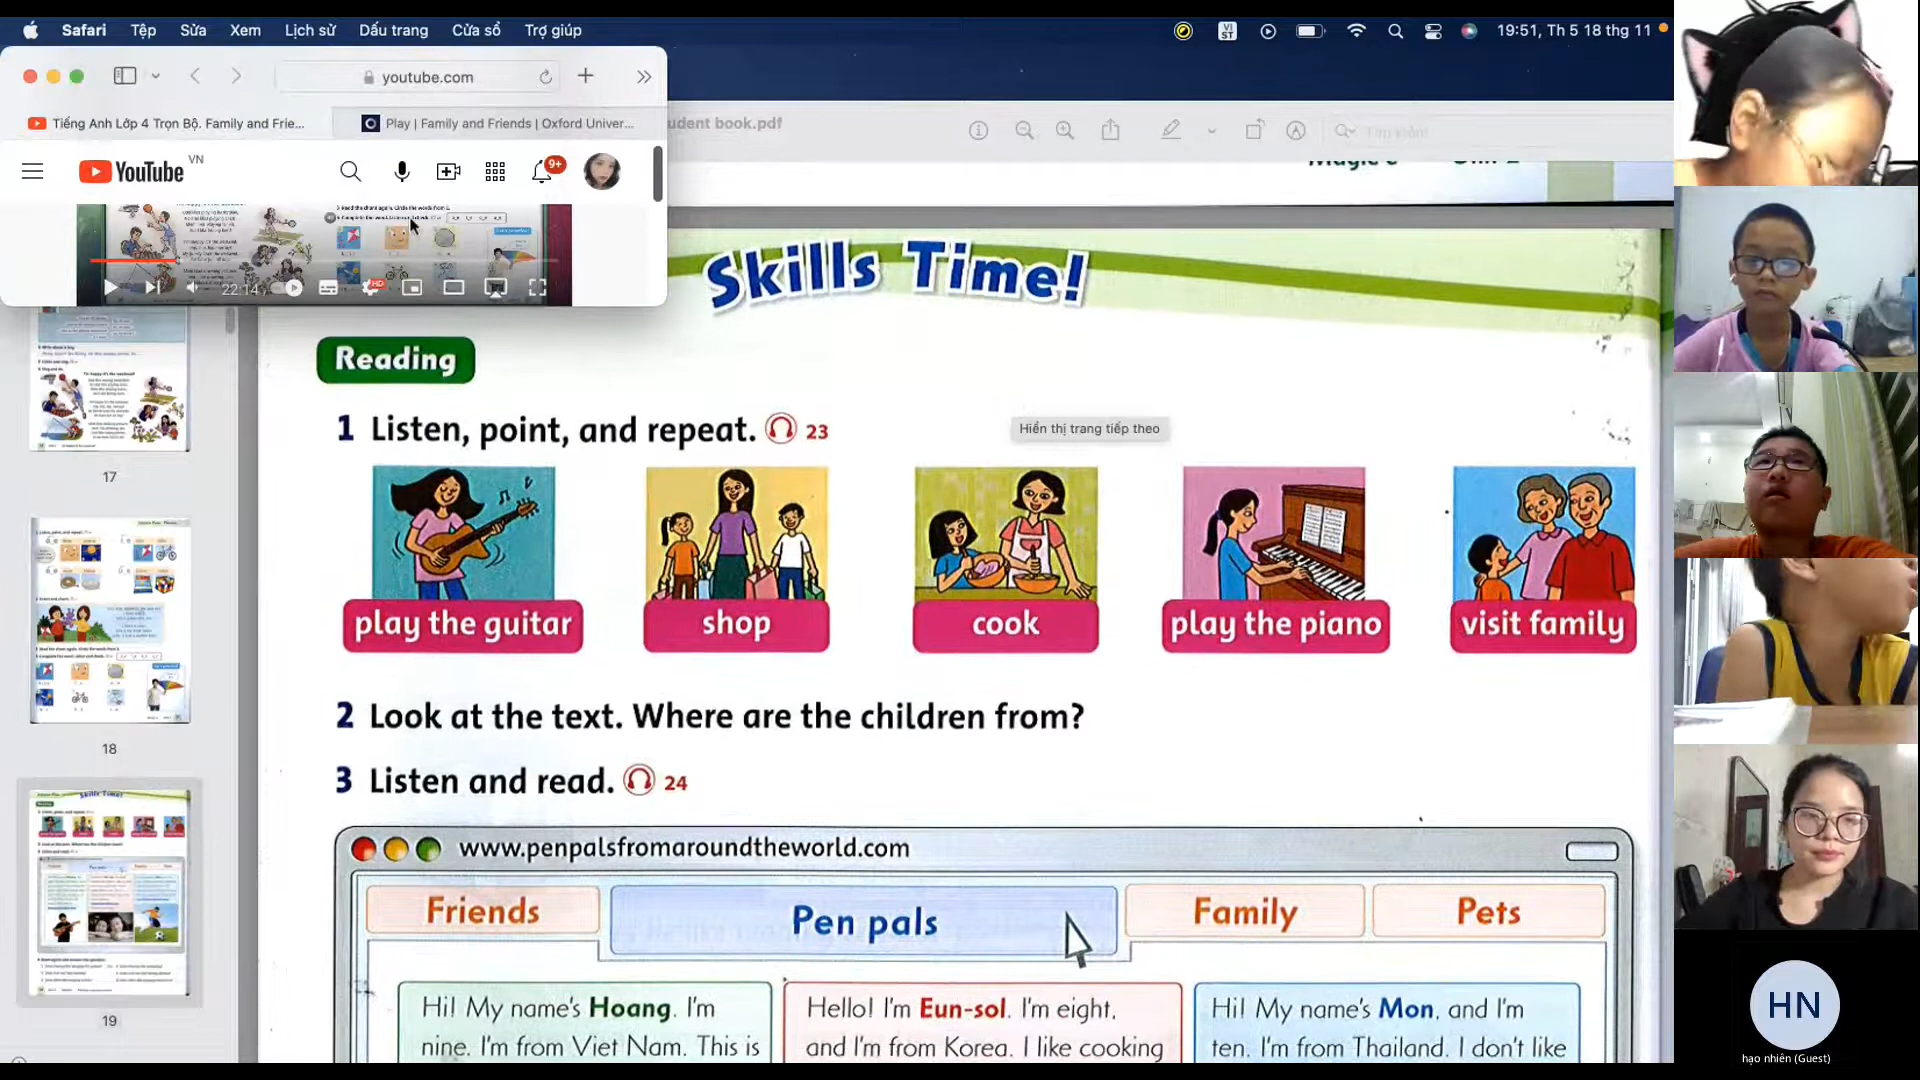 Safari Tệp Sửa Xem Lịch sử Dấu trang Cửa sổ Trợ giúp
VI
ST
19:51, Th 5 18 thg 11
youtube.com
Tiếng Anh Lớp 4 Trọn Bộ. Family and Frie...
Play | Family and Friends | Oxford Univer...
udent book.pdf
Tìm kiếm
YouTube VN
9+
22:14
HD
Skills Time!
Reading
1 Listen, point, and repeat. 23
Hiển thị trang tiếp theo
play the guitar
shop
cook
play the piano
visit family
2 Look at the text. Where are the children from?
3 Listen and read. 24
www.penpalsfromaroundtheworld.com
Friends
Pen pals
Family
Pets
Hi! My name's Hoang. I'm
nine. I'm from Viet Nam. This is
Hello! I'm Eun-sol. I'm eight,
and I'm from Korea. I like cooking
Hi! My name's Mon, and I'm
ten. I'm from Thailand. I don't like
17
18
19
HN
hạo nhiên (Guest)